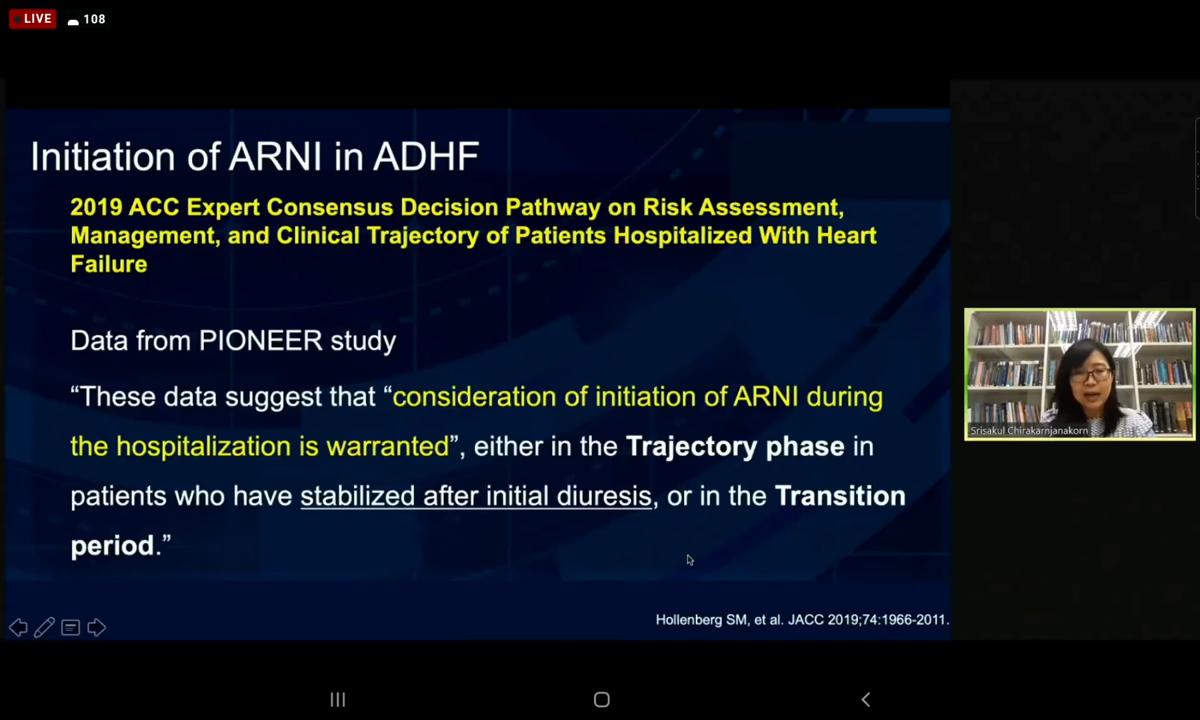 LIVE 108
Initiation of ARNI in ADHF
2019 ACC Expert Consensus Decision Pathway on Risk Assessment,
Management, and Clinical Trajectory of Patients Hospitalized With Heart
Failure
Data from PIONEER study
“These data suggest that “consideration of initiation of ARNI during
the hospitalization is warranted”, either in the Trajectory phase in
patients who have stabilized after initial diuresis, or in the Transition
period.”
Srisakul Chirakarnjanakorn
Hollenberg SM, et al. JACC 2019;74:1966-2011.